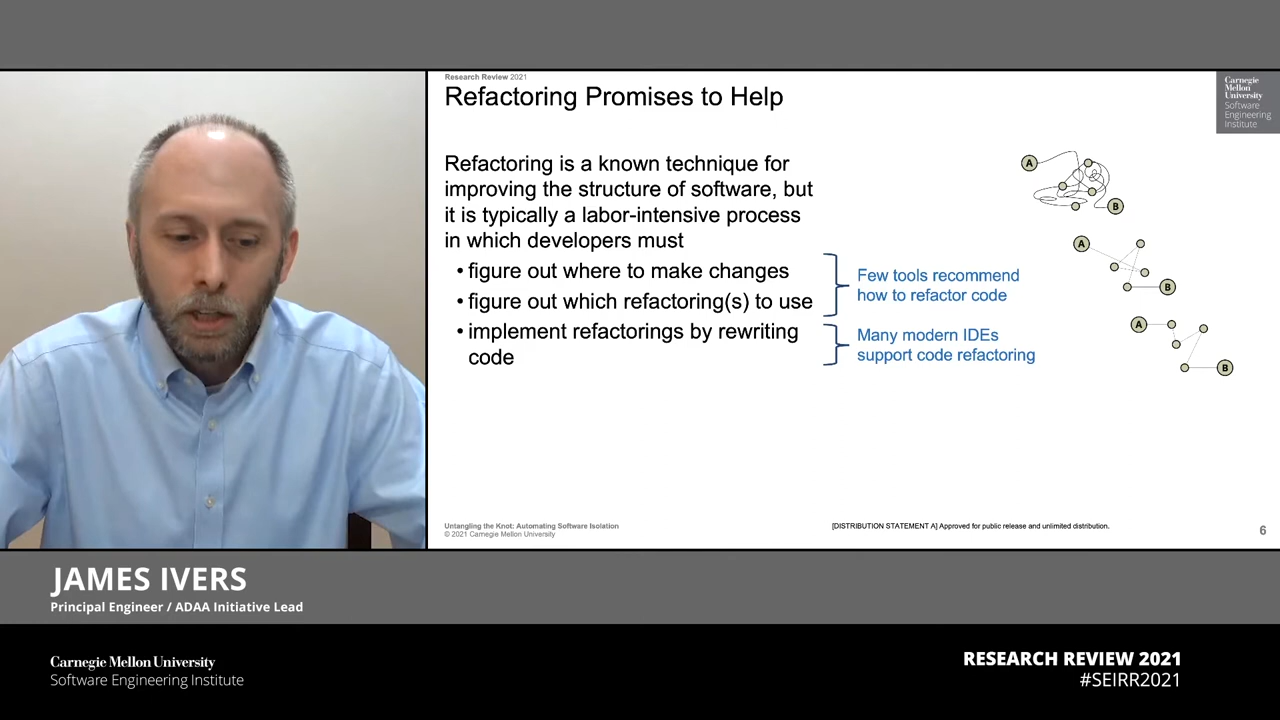 Research Review 2021
Refactoring Promises to Help
Carnegie
Mellon
University
Software
Engineering
Institute
Refactoring is a known technique for
improving the structure of software, but
it is typically a labor-intensive process
in which developers must
• figure out where to make changes
• figure out which refactoring(s) to use
• implement refactorings by rewriting
code
Few tools recommend
how to refactor code
Many modern IDEs
support code refactoring
A
B
A
B
A
B
Untangling the Knot: Automating Software Isolation
© 2021 Carnegie Mellon University
[DISTRIBUTION STATEMENT A] Approved for public release and unlimited distribution.
6
JAMES IVERS
Principal Engineer / ADAA Initiative Lead
Carnegie Mellon University
Software Engineering Institute
RESEARCH REVIEW 2021
#SEIRR2021